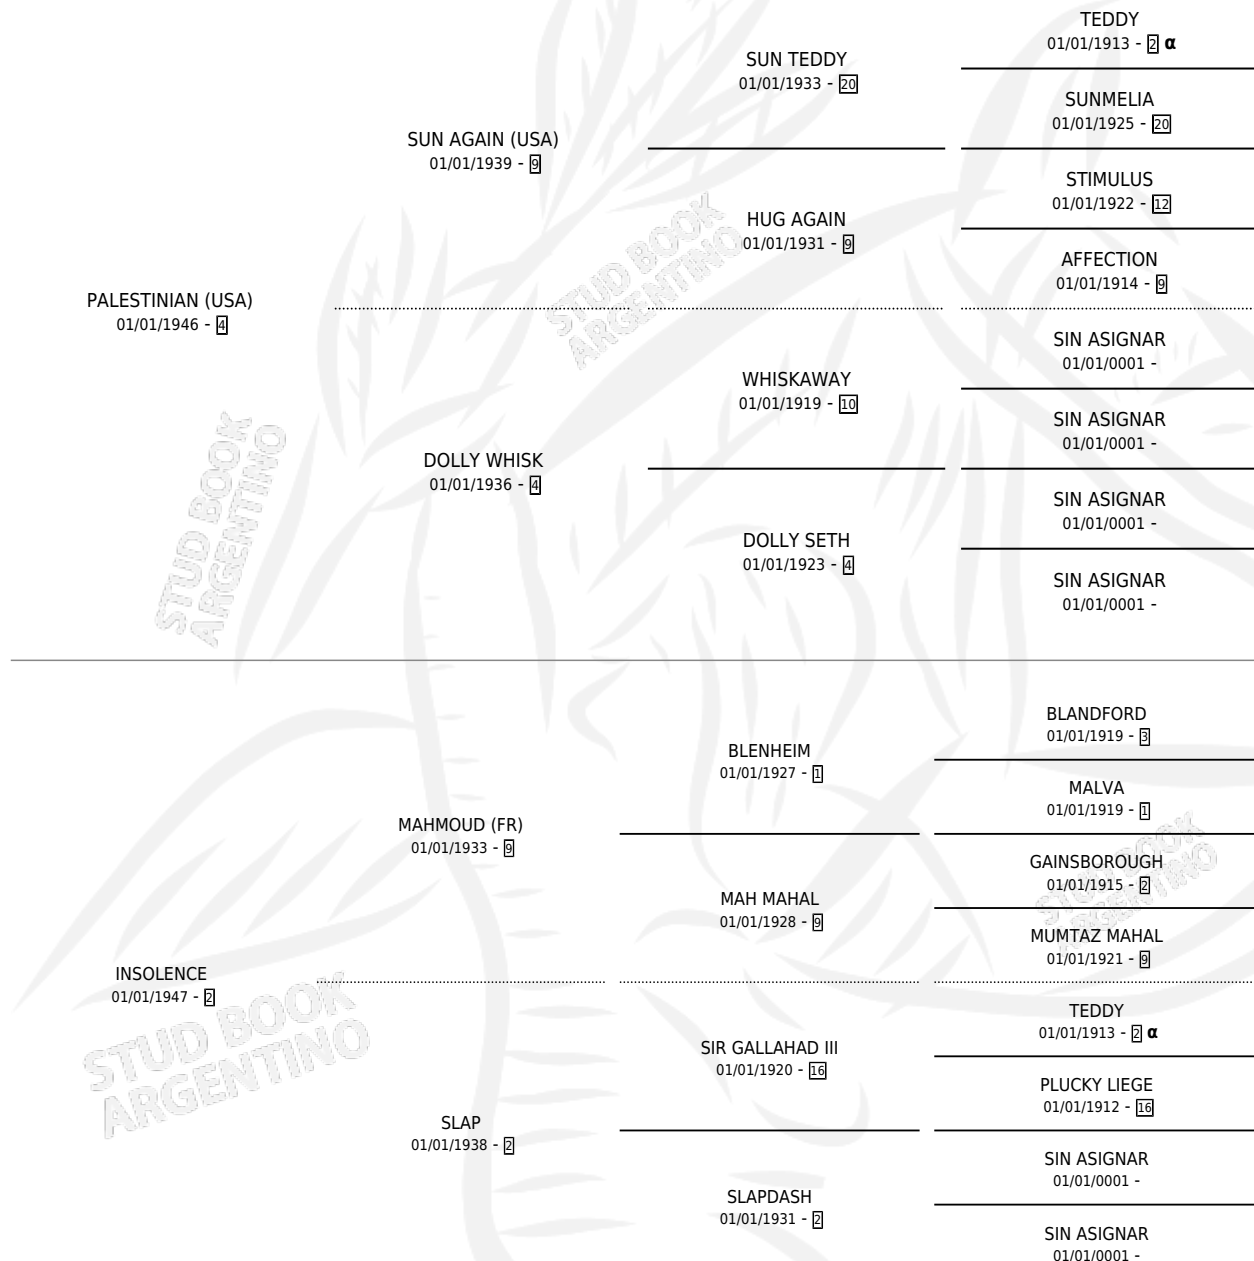 TEDDY
01/01/1913 - 2 α
SUN TEDDY
01/01/1933 - 20
SUNMELIA
01/01/1925 - 20
SUN AGAIN (USA)
01/01/1939 - 9
STIMULUS
01/01/1922 - 12
HUG AGAIN
01/01/1931 - 9
AFFECTION
01/01/1914 - 9
STUD BOOK
ARGENTINO
PALESTINIAN (USA)
01/01/1946 - 4
SIN ASIGNAR
01/01/0001 -
WHISKAWAY
01/01/1919 - 10
SIN ASIGNAR
01/01/0001 -
DOLLY WHISK
01/01/1936 - 4
STUD BOOK
ARGENTINO
SIN ASIGNAR
01/01/0001 -
DOLLY SETH
01/01/1923 - 4
SIN ASIGNAR
01/01/0001 -
BLANDFORD
01/01/1919 - 3
BLENHEIM
01/01/1927 - 1
MALVA
01/01/1919 - 1
MAHMOUD (FR)
01/01/1933 - 9
STUD BOOK
ARGENTINO
GAINSBOROUGH
01/01/1915 - 2
MAH MAHAL
01/01/1928 - 9
MUMTAZ MAHAL
01/01/1921 - 9
INSOLENCE
01/01/1947 - 2
STUD BOOK
ARGENTINO
TEDDY
01/01/1913 - 2 α
SIR GALLAHAD III
01/01/1920 - 16
PLUCKY LIEGE
01/01/1912 - 16
SLAP
01/01/1938 - 2
SIN ASIGNAR
01/01/0001 -
SLAPDASH
01/01/1931 - 2
SIN ASIGNAR
01/01/0001 -